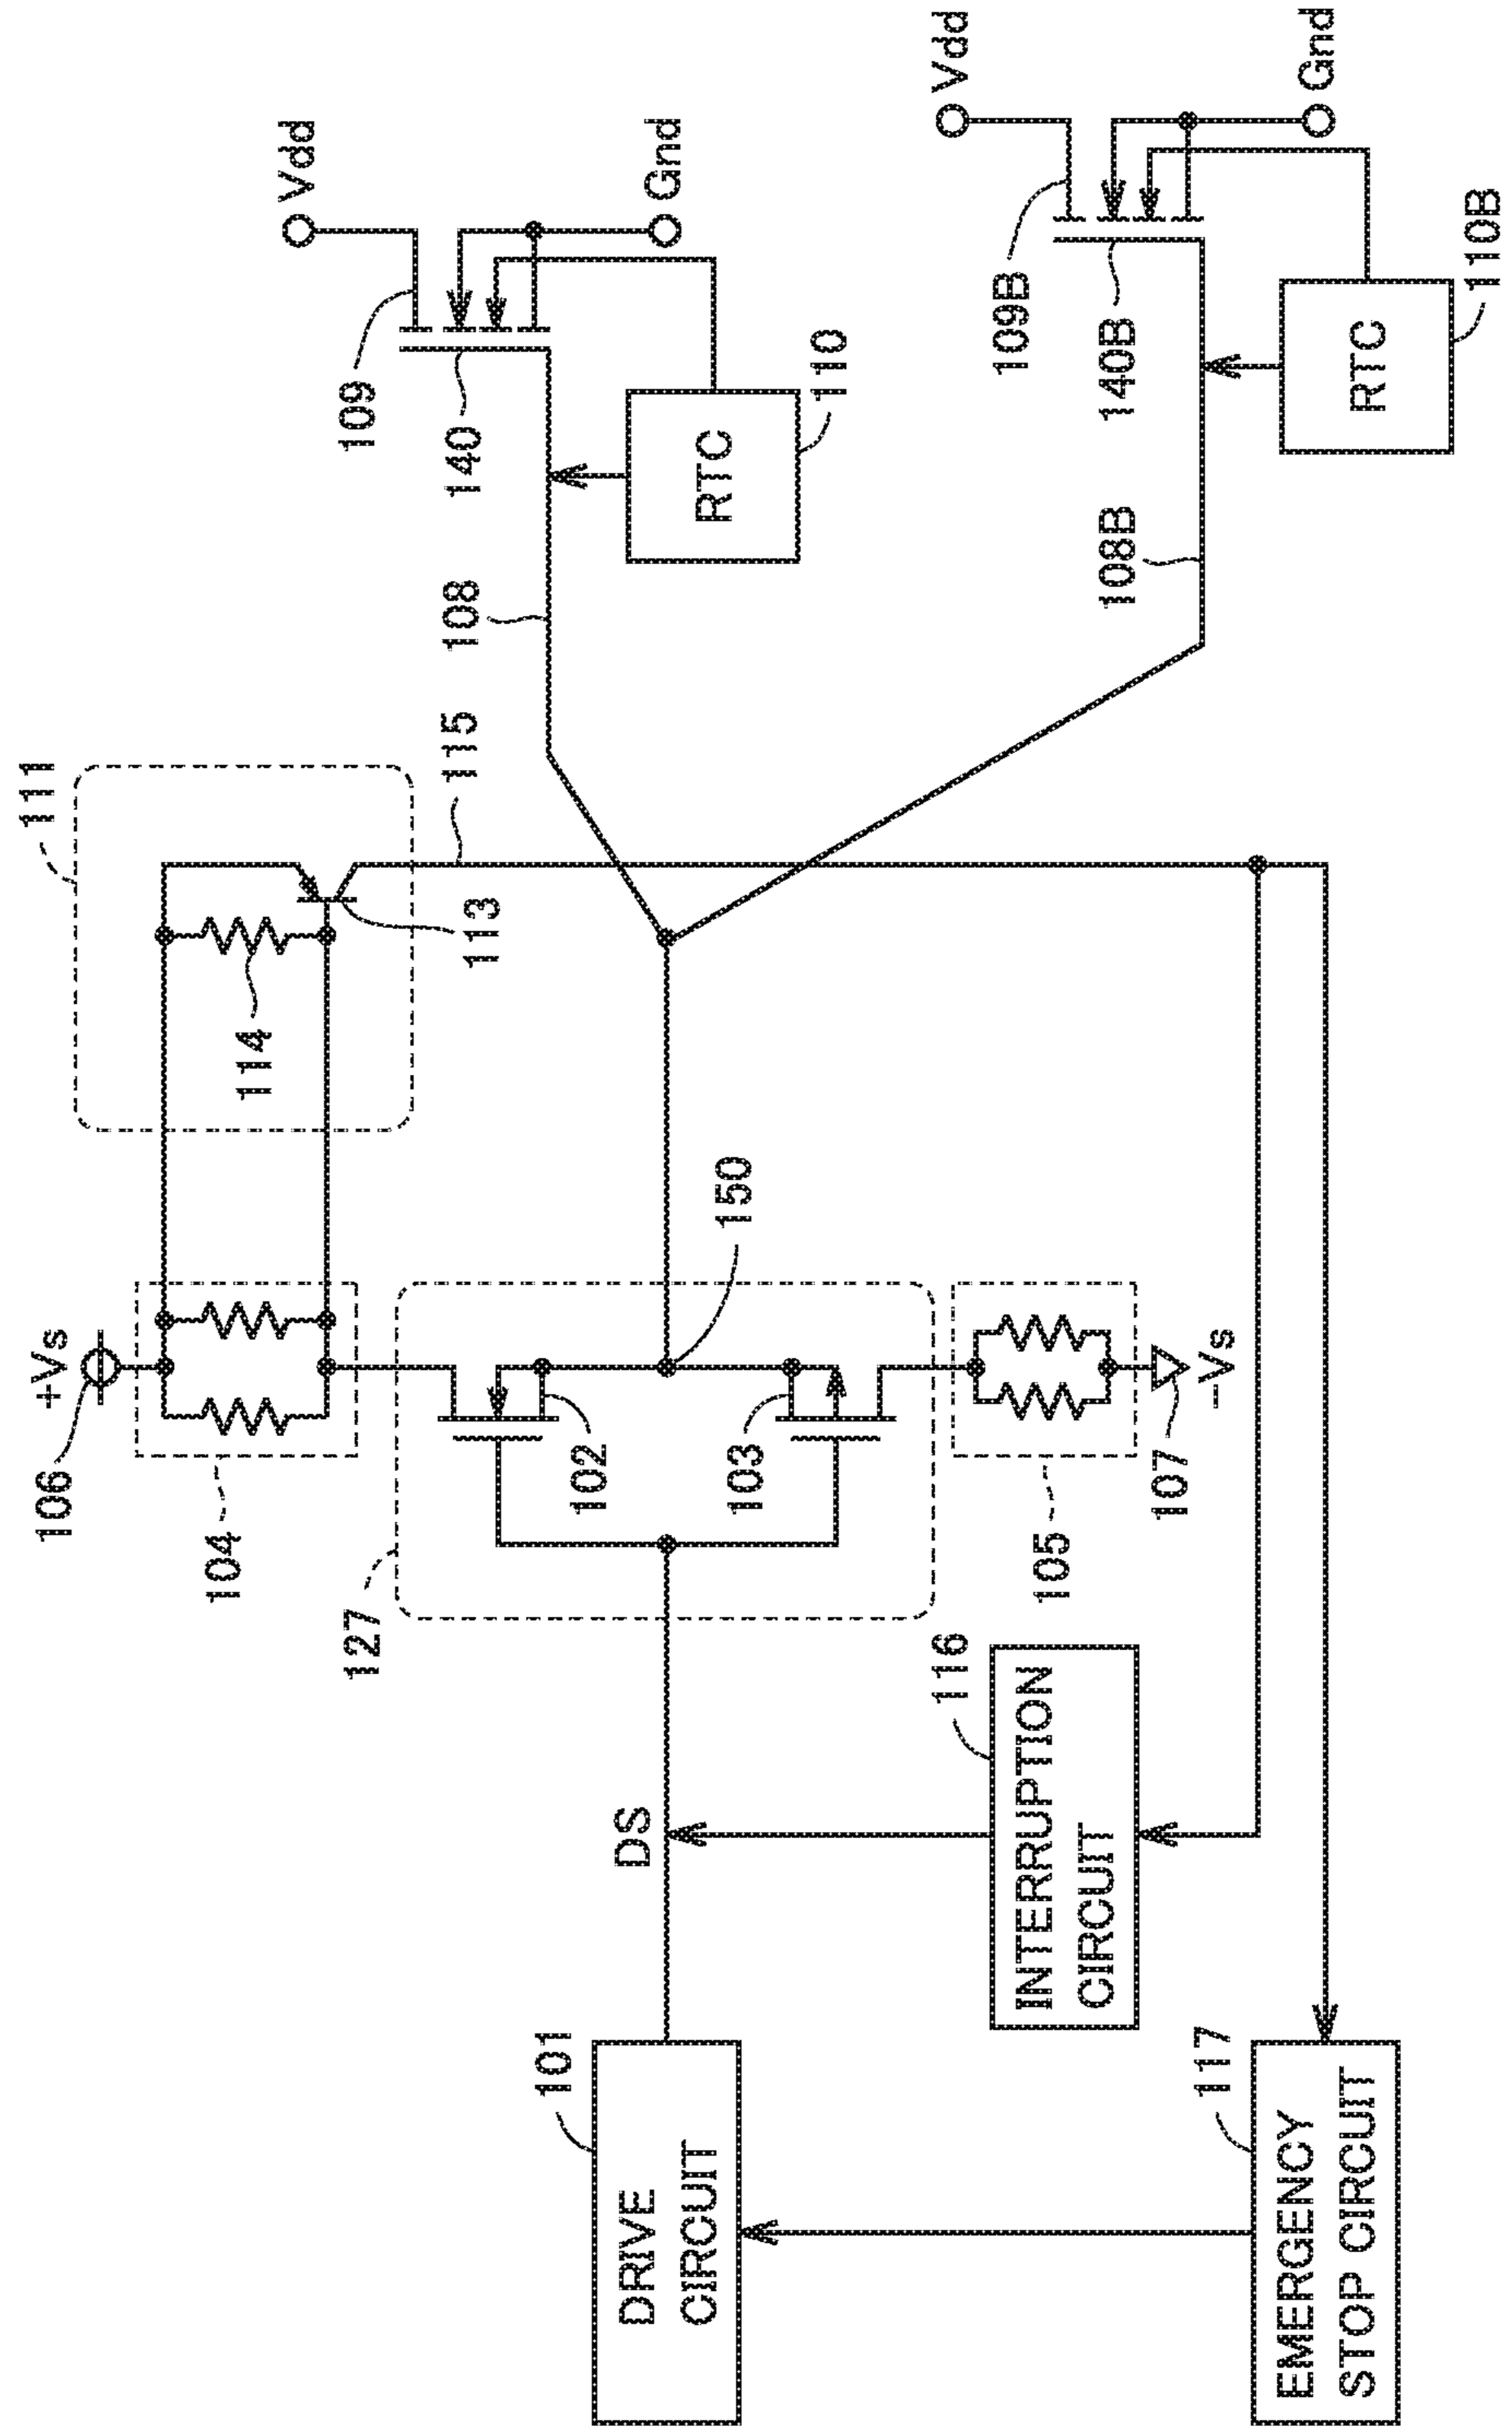 +Vs
106
104
111
114
113
115
Vdd
109
140
Gnd
108
RTC
110
Vdd
109B
140B
Gnd
108B
RTC
110B
127
102
103
150
105
107
-Vs
DS
116
INTERRUPTION
CIRCUIT
101
DRIVE
CIRCUIT
117
EMERGENCY
STOP CIRCUIT